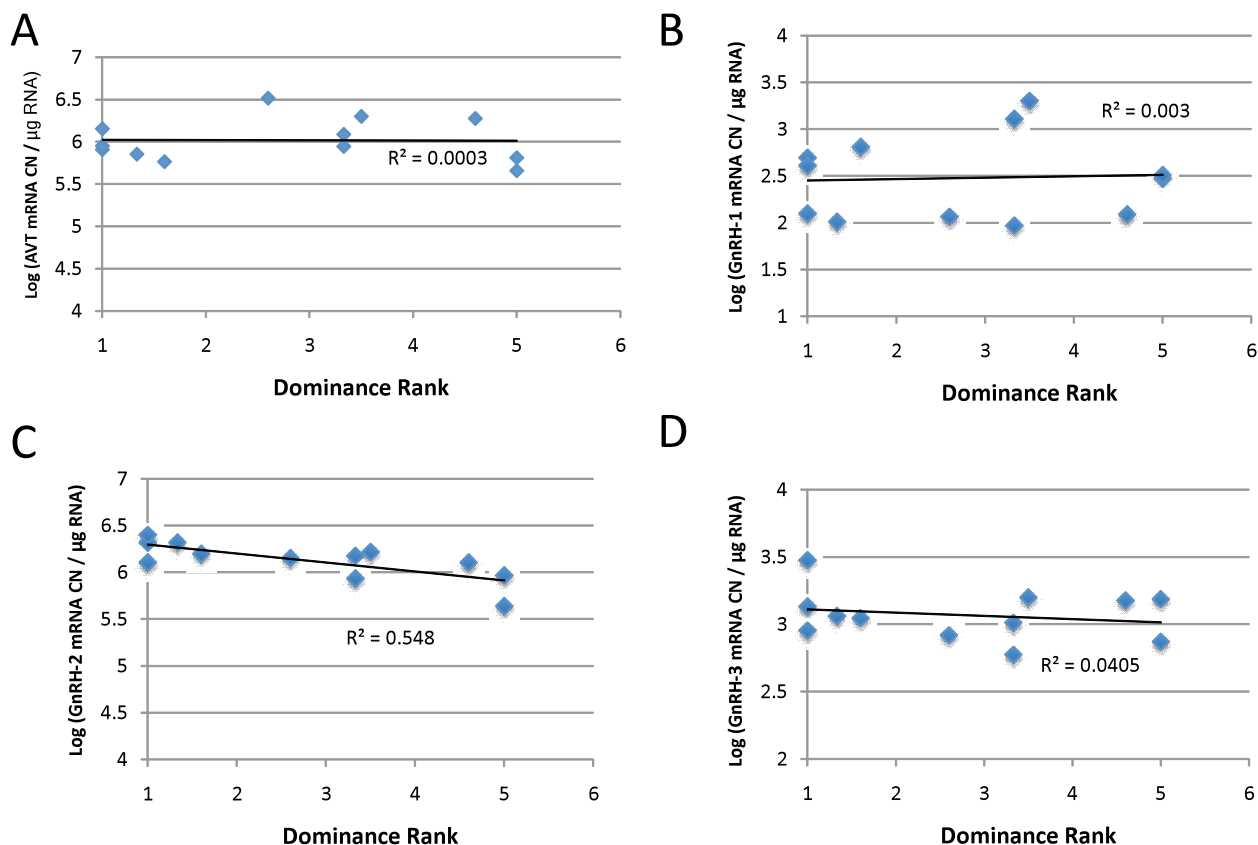 A
Log (AVT mRNA CN / µg RNA)
7
6.5
6
5.5
5
4.5
4
R² = 0.0003
1 2 3 4 5 6
Dominance Rank
B
Log (GnRH-1 mRNA CN / µg RNA)
4
3.5
3
2.5
2
1.5
1
R² = 0.003
1 2 3 4 5 6
Dominance Rank
C
Log (GnRH-2 mRNA CN / µg RNA)
7
6.5
6
5.5
5
4.5
4
R² = 0.548
1 2 3 4 5 6
Dominance Rank
D
Log (GnRH-3 mRNA CN / µg RNA)
4
3.5
3
2.5
2
R² = 0.0405
1 2 3 4 5 6
Dominance Rank